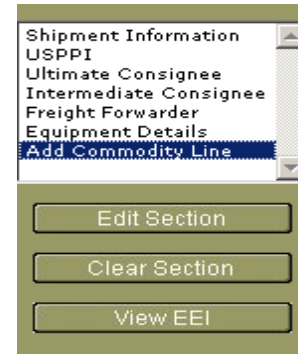 Shipment Information
USPPI
Ultimate Consignee
Intermediate Consignee
Freight Forwarder
Equipment Details
Add Commodity Line
Edit Section
Clear Section
View EEI